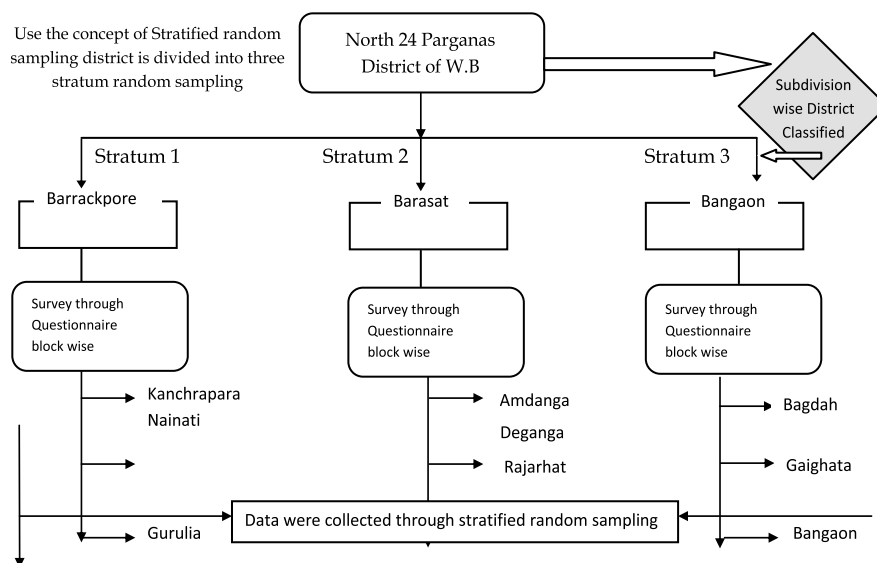 Use the concept of Stratified random
sampling district is divided into three
stratum random sampling
North 24 Parganas
District of W.B
Subdivision
wise District
Classified
Stratum 1
Stratum 2
Stratum 3
Barrackpore
Barasat
Bangaon
Survey through
Questionnaire
block wise
Survey through
Questionnaire
block wise
Survey through
Questionnaire
block wise
Kanchrapara
Nainati
Gurulia
Amdanga
Deganga
Rajarhat
Bagdah
Gaighata
Bangaon
Data were collected through stratified random sampling